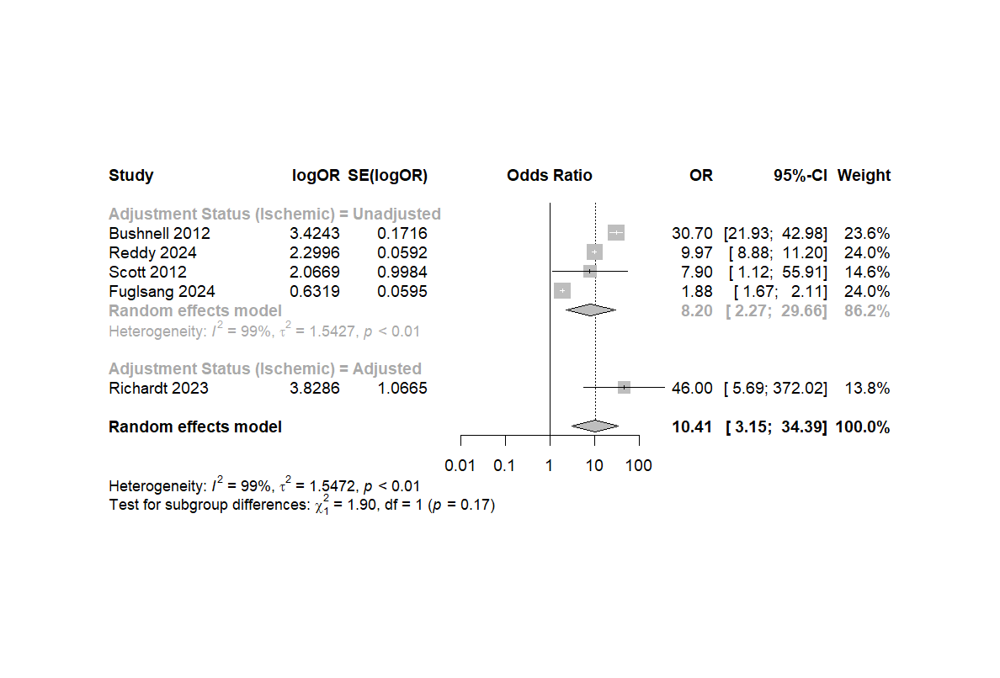 Study logOR SE(logOR) Odds Ratio OR 95%-CI Weight
Adjustment Status (Ischemic) = Unadjusted
Bushnell 2012 3.4243 0.1716 30.70 [21.93; 42.98] 23.6%
Reddy 2024 2.2996 0.0592 9.97 [ 8.88; 11.20] 24.0%
Scott 2012 2.0669 0.9984 7.90 [ 1.12; 55.91] 14.6%
Fuglsang 2024 0.6319 0.0595 1.88 [ 1.67; 2.11] 24.0%
Random effects model 8.20 [ 2.27; 29.66] 86.2%
Heterogeneity: I² = 99%, τ² = 1.5427, p < 0.01
Adjustment Status (Ischemic) = Adjusted
Richardt 2023 3.8286 1.0665 46.00 [ 5.69; 372.02] 13.8%
Random effects model 10.41 [ 3.15; 34.39] 100.0%
0.01 0.1 1 10 100
Heterogeneity: I² = 99%, τ² = 1.5472, p < 0.01
Test for subgroup differences: χ²₁ = 1.90, df = 1 (p = 0.17)